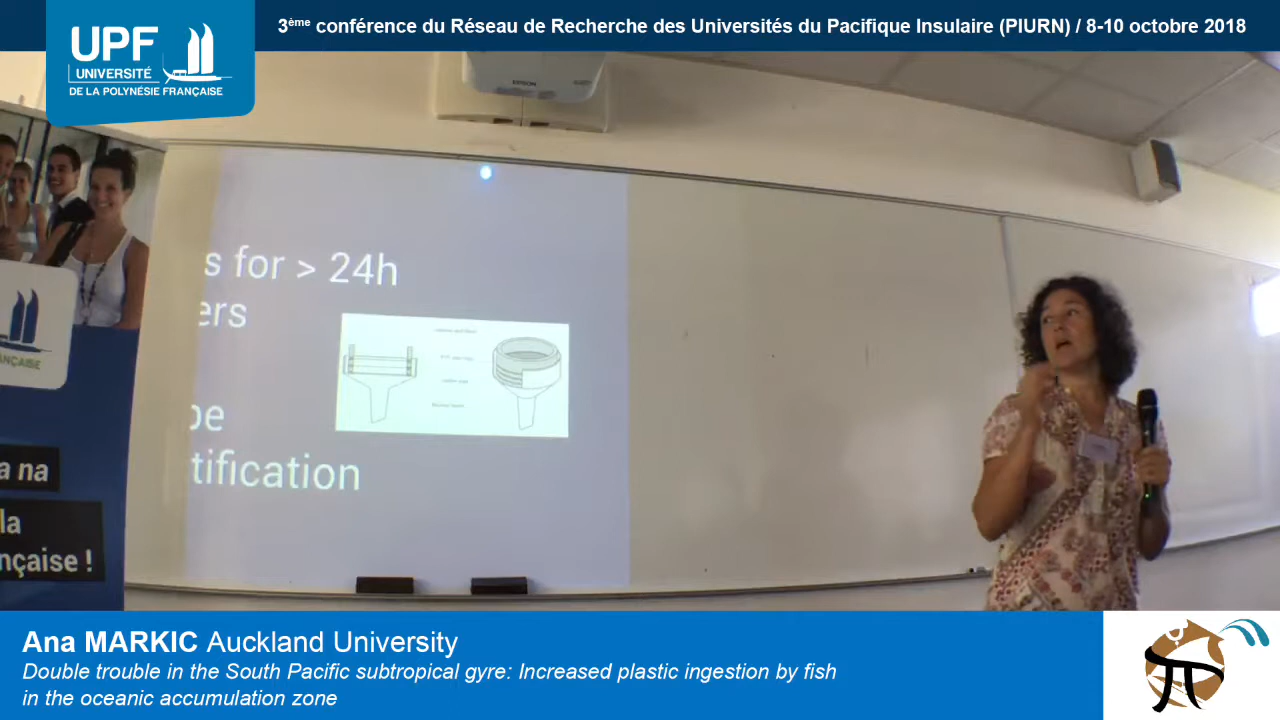 3ème conférence du Réseau de Recherche des Universités du Pacifique Insulaire (PIURN) / 8-10 octobre 2018
UPF
UNIVERSITÉ
DE LA POLYNÉSIE FRANÇAISE
EPSON
s for > 24h
ers
pe
tification
NÇAISE
a na
la
nçaise !
Ana MARKIC Auckland University
Double trouble in the South Pacific subtropical gyre: Increased plastic ingestion by fish
in the oceanic accumulation zone